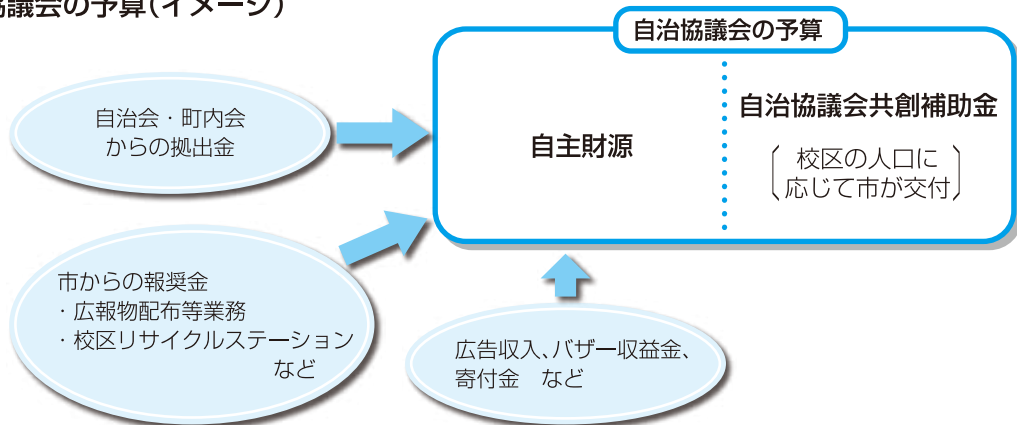 協議会の予算(イメージ)
自治協議会の予算
自治会・町内会
からの拠出金
自主財源
自治協議会共創補助金
校区の人口に
応じて市が交付
市からの報奨金
・広報物配布等業務
・校区リサイクルステーション
など
広告収入、バザー収益金、
寄付金　など